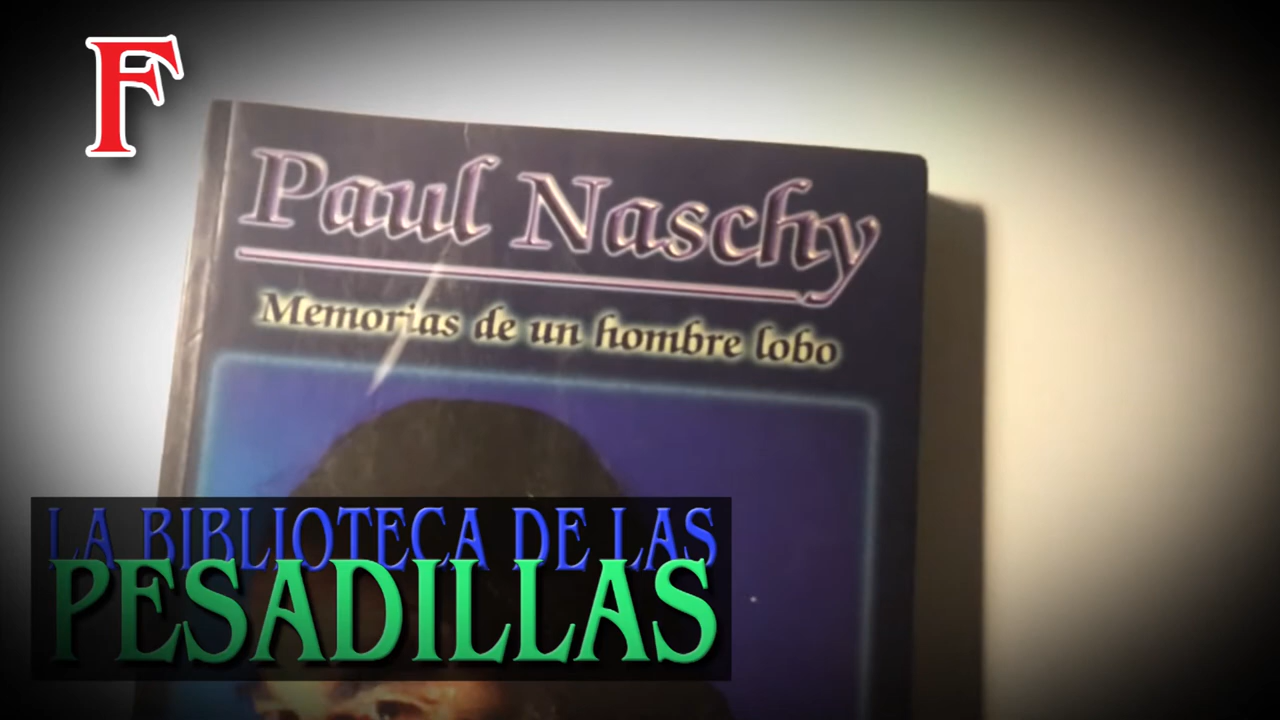 F
Paul Naschy
Memorias de un hombre lobo
LA BIBLIOTECA DE LAS
PESADILLAS